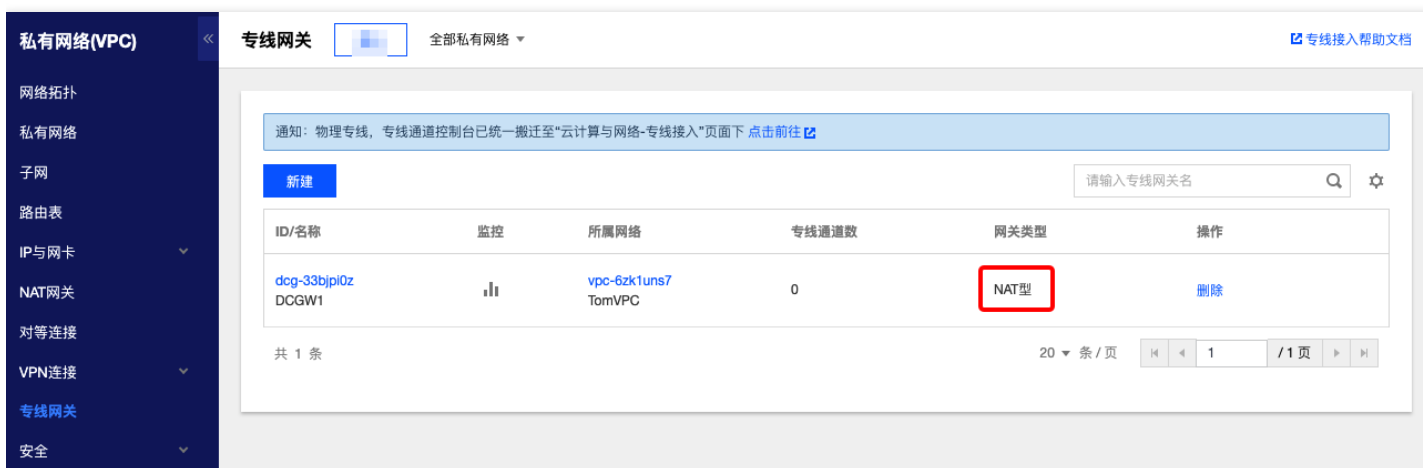 私有网络(VPC)
专线网关
全部私有网络
专线接入帮助文档
网络拓扑
私有网络
子网
路由表
IP与网卡
NAT网关
对等连接
VPN连接
专线网关
安全
通知：物理专线，专线通道控制台已统一搬迁至“云计算与网络-专线接入”页面下 点击前往
新建
请输入专线网关名
ID/名称 监控 所属网络 专线通道数 网关类型 操作
dcg-33bjpi0z vpc-6zk1uns7
DCGW1 TomVPC 0 NAT型 删除
共 1 条 20 条/页 1 /1页